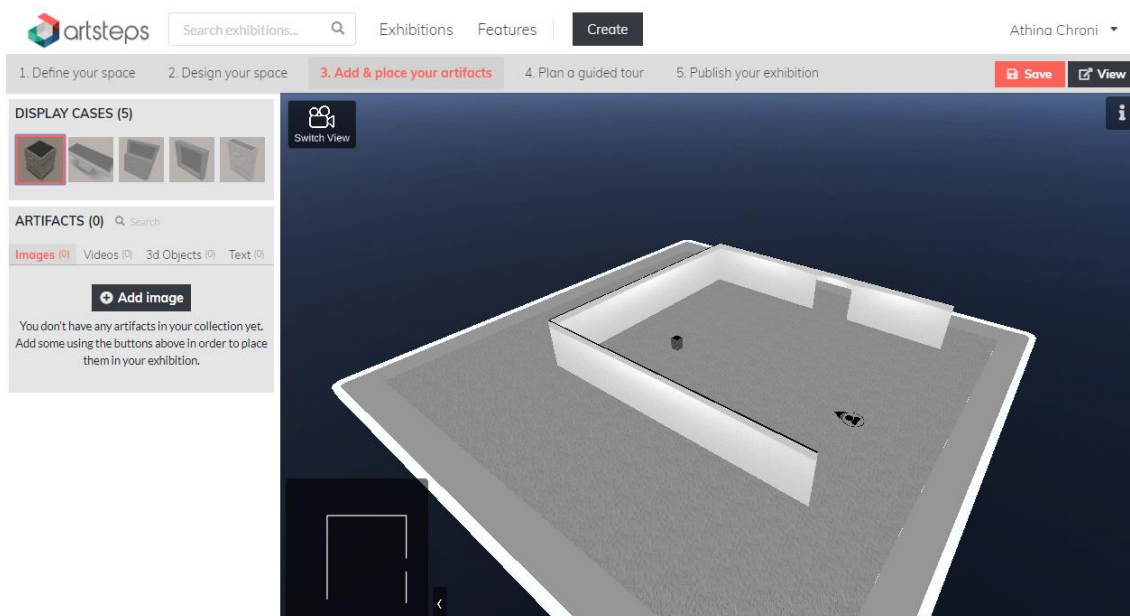 artsteps
Search exhibitions...
Exhibitions
Features
Create
Athina Chroni
1. Define your space
2. Design your space
3. Add & place your artifacts
4. Plan a guided tour
5. Publish your exhibition
Save
View
DISPLAY CASES (5)
Switch View
i
ARTIFACTS (0)
Search
Images (0)
Videos (0)
3d Objects (0)
Text (0)
Add image
You don't have any artifacts in your collection yet.
Add some using the buttons above in order to place
them in your exhibition.